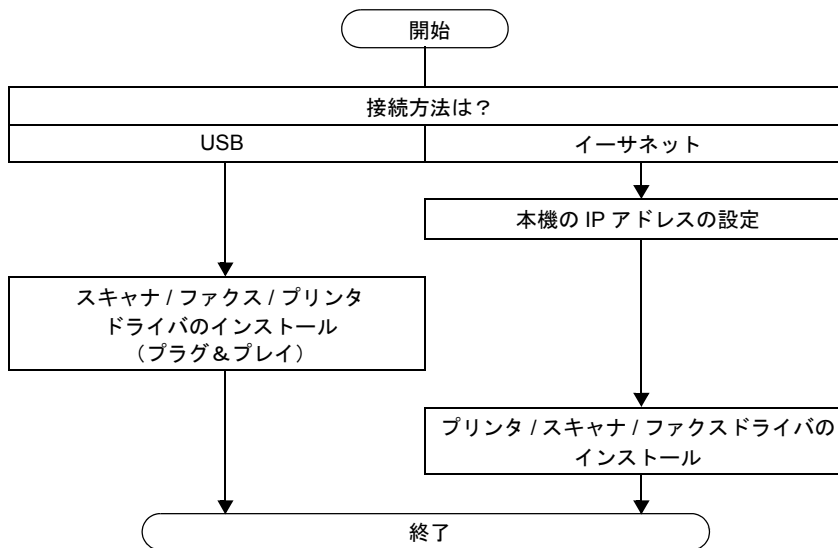 開始
接続方法は？
USB
イーサネット
本機の IP アドレスの設定
スキャナ / ファクス / プリンタ
ドライバのインストール
（プラグ＆プレイ）
プリンタ / スキャナ / ファクスドライバの
インストール
終了